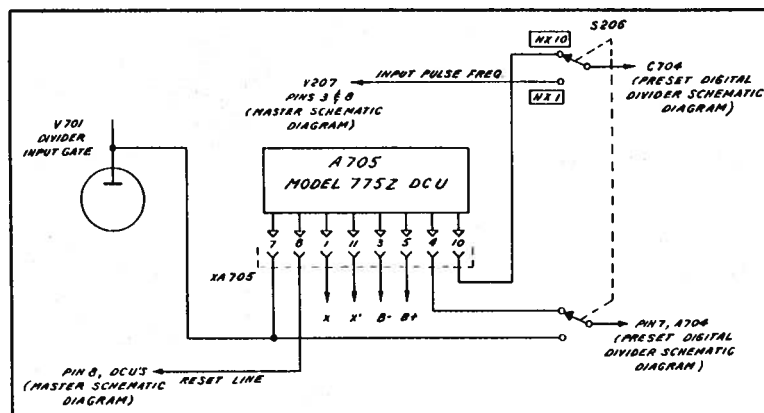 S206
NX10
C704
(PRESET DIGITAL
DIVIDER SCHEMATIC
DIAGRAM)
INPUT PULSE FREQ.
NX1
V207
PINS 3 & 8
(MASTER SCHEMATIC
DIAGRAM)
V701
DIVIDER
INPUT GATE
A705
MODEL 775Z DCU
7 8 1 11 3 5 4 10
XA705
X X' B- B+
PIN 7, A704
(PRESET DIGITAL
DIVIDER SCHEMATIC
DIAGRAM)
PIN 8, DCU'S
(MASTER SCHEMATIC
DIAGRAM)
RESET LINE